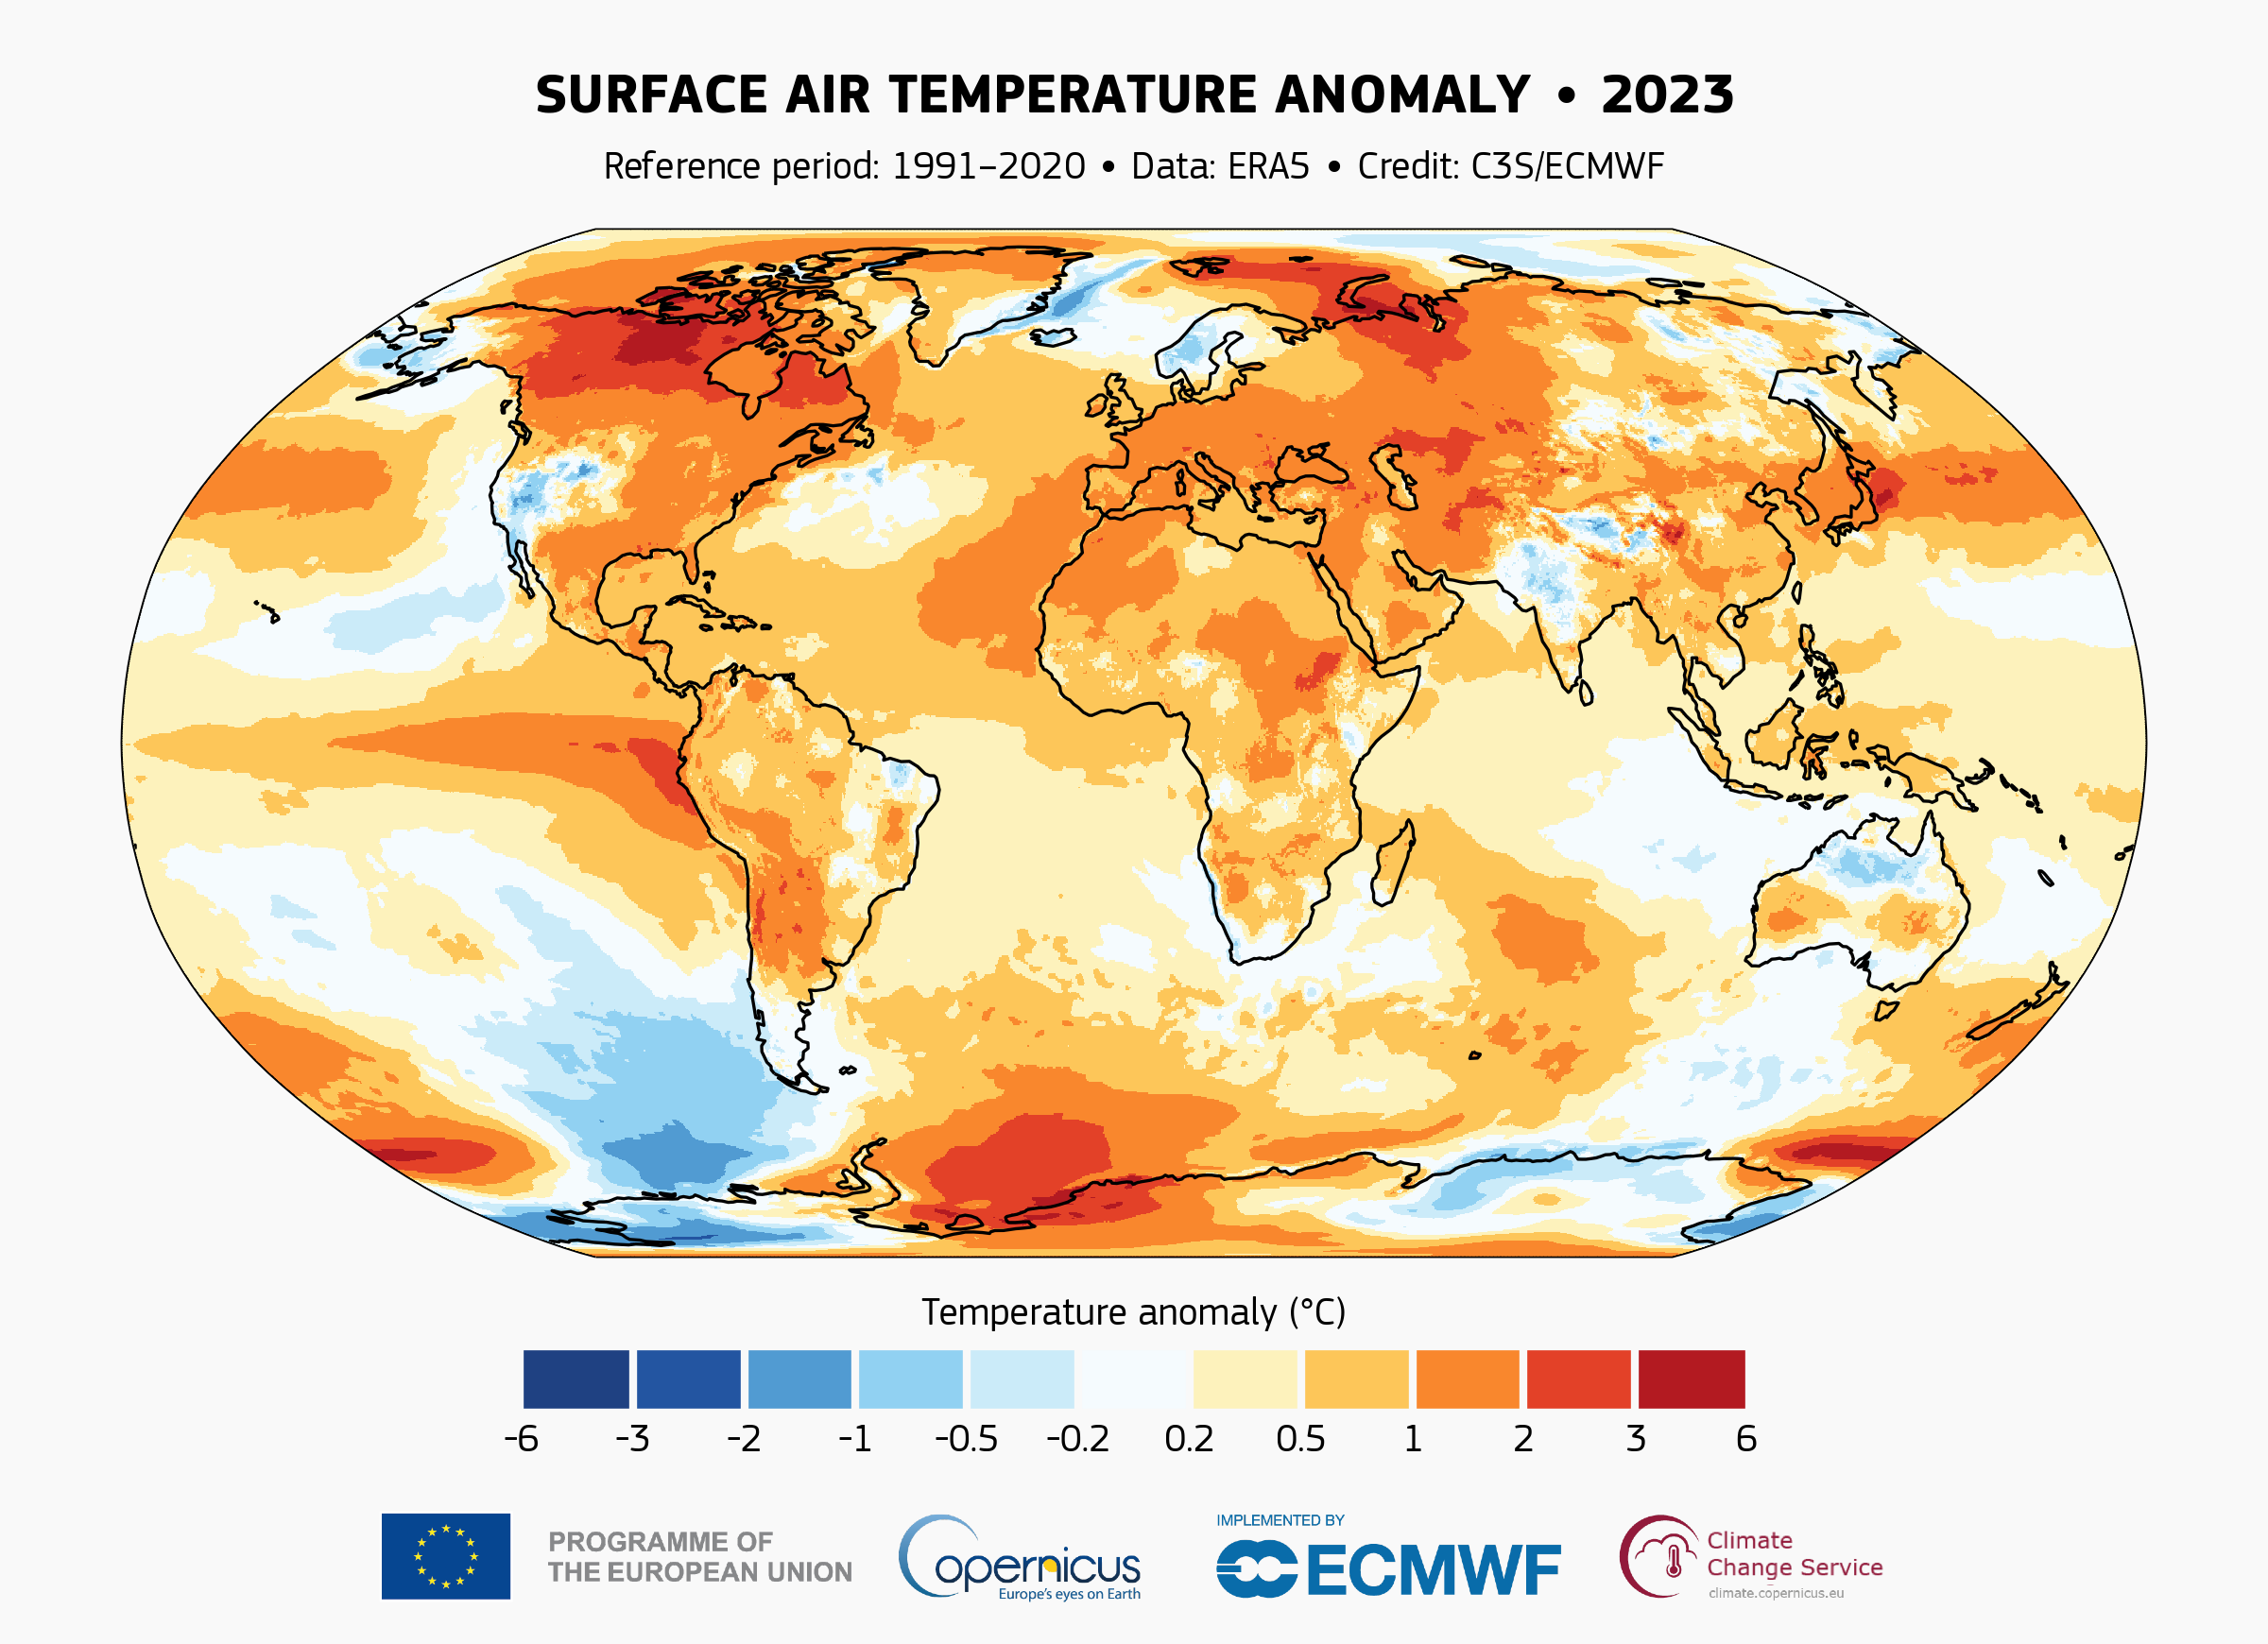 SURFACE AIR TEMPERATURE ANOMALY • 2023
Reference period: 1991–2020 • Data: ERA5 • Credit: C3S/ECMWF
Temperature anomaly (°C)
-6 -3 -2 -1 -0.5 -0.2 0.2 0.5 1 2 3 6
PROGRAMME OF
THE EUROPEAN UNION
opernicus
Europe's eyes on Earth
IMPLEMENTED BY
ECMWF
Climate
Change Service
climate.copernicus.eu